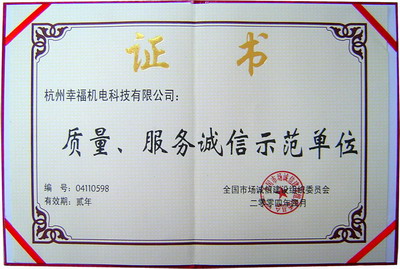 证书
杭州幸福机电科技有限公司：
质量、服务诚信示范单位
编 号：04110598
有效期：贰年
全国市场诚信建设组织委员会
二零零四年